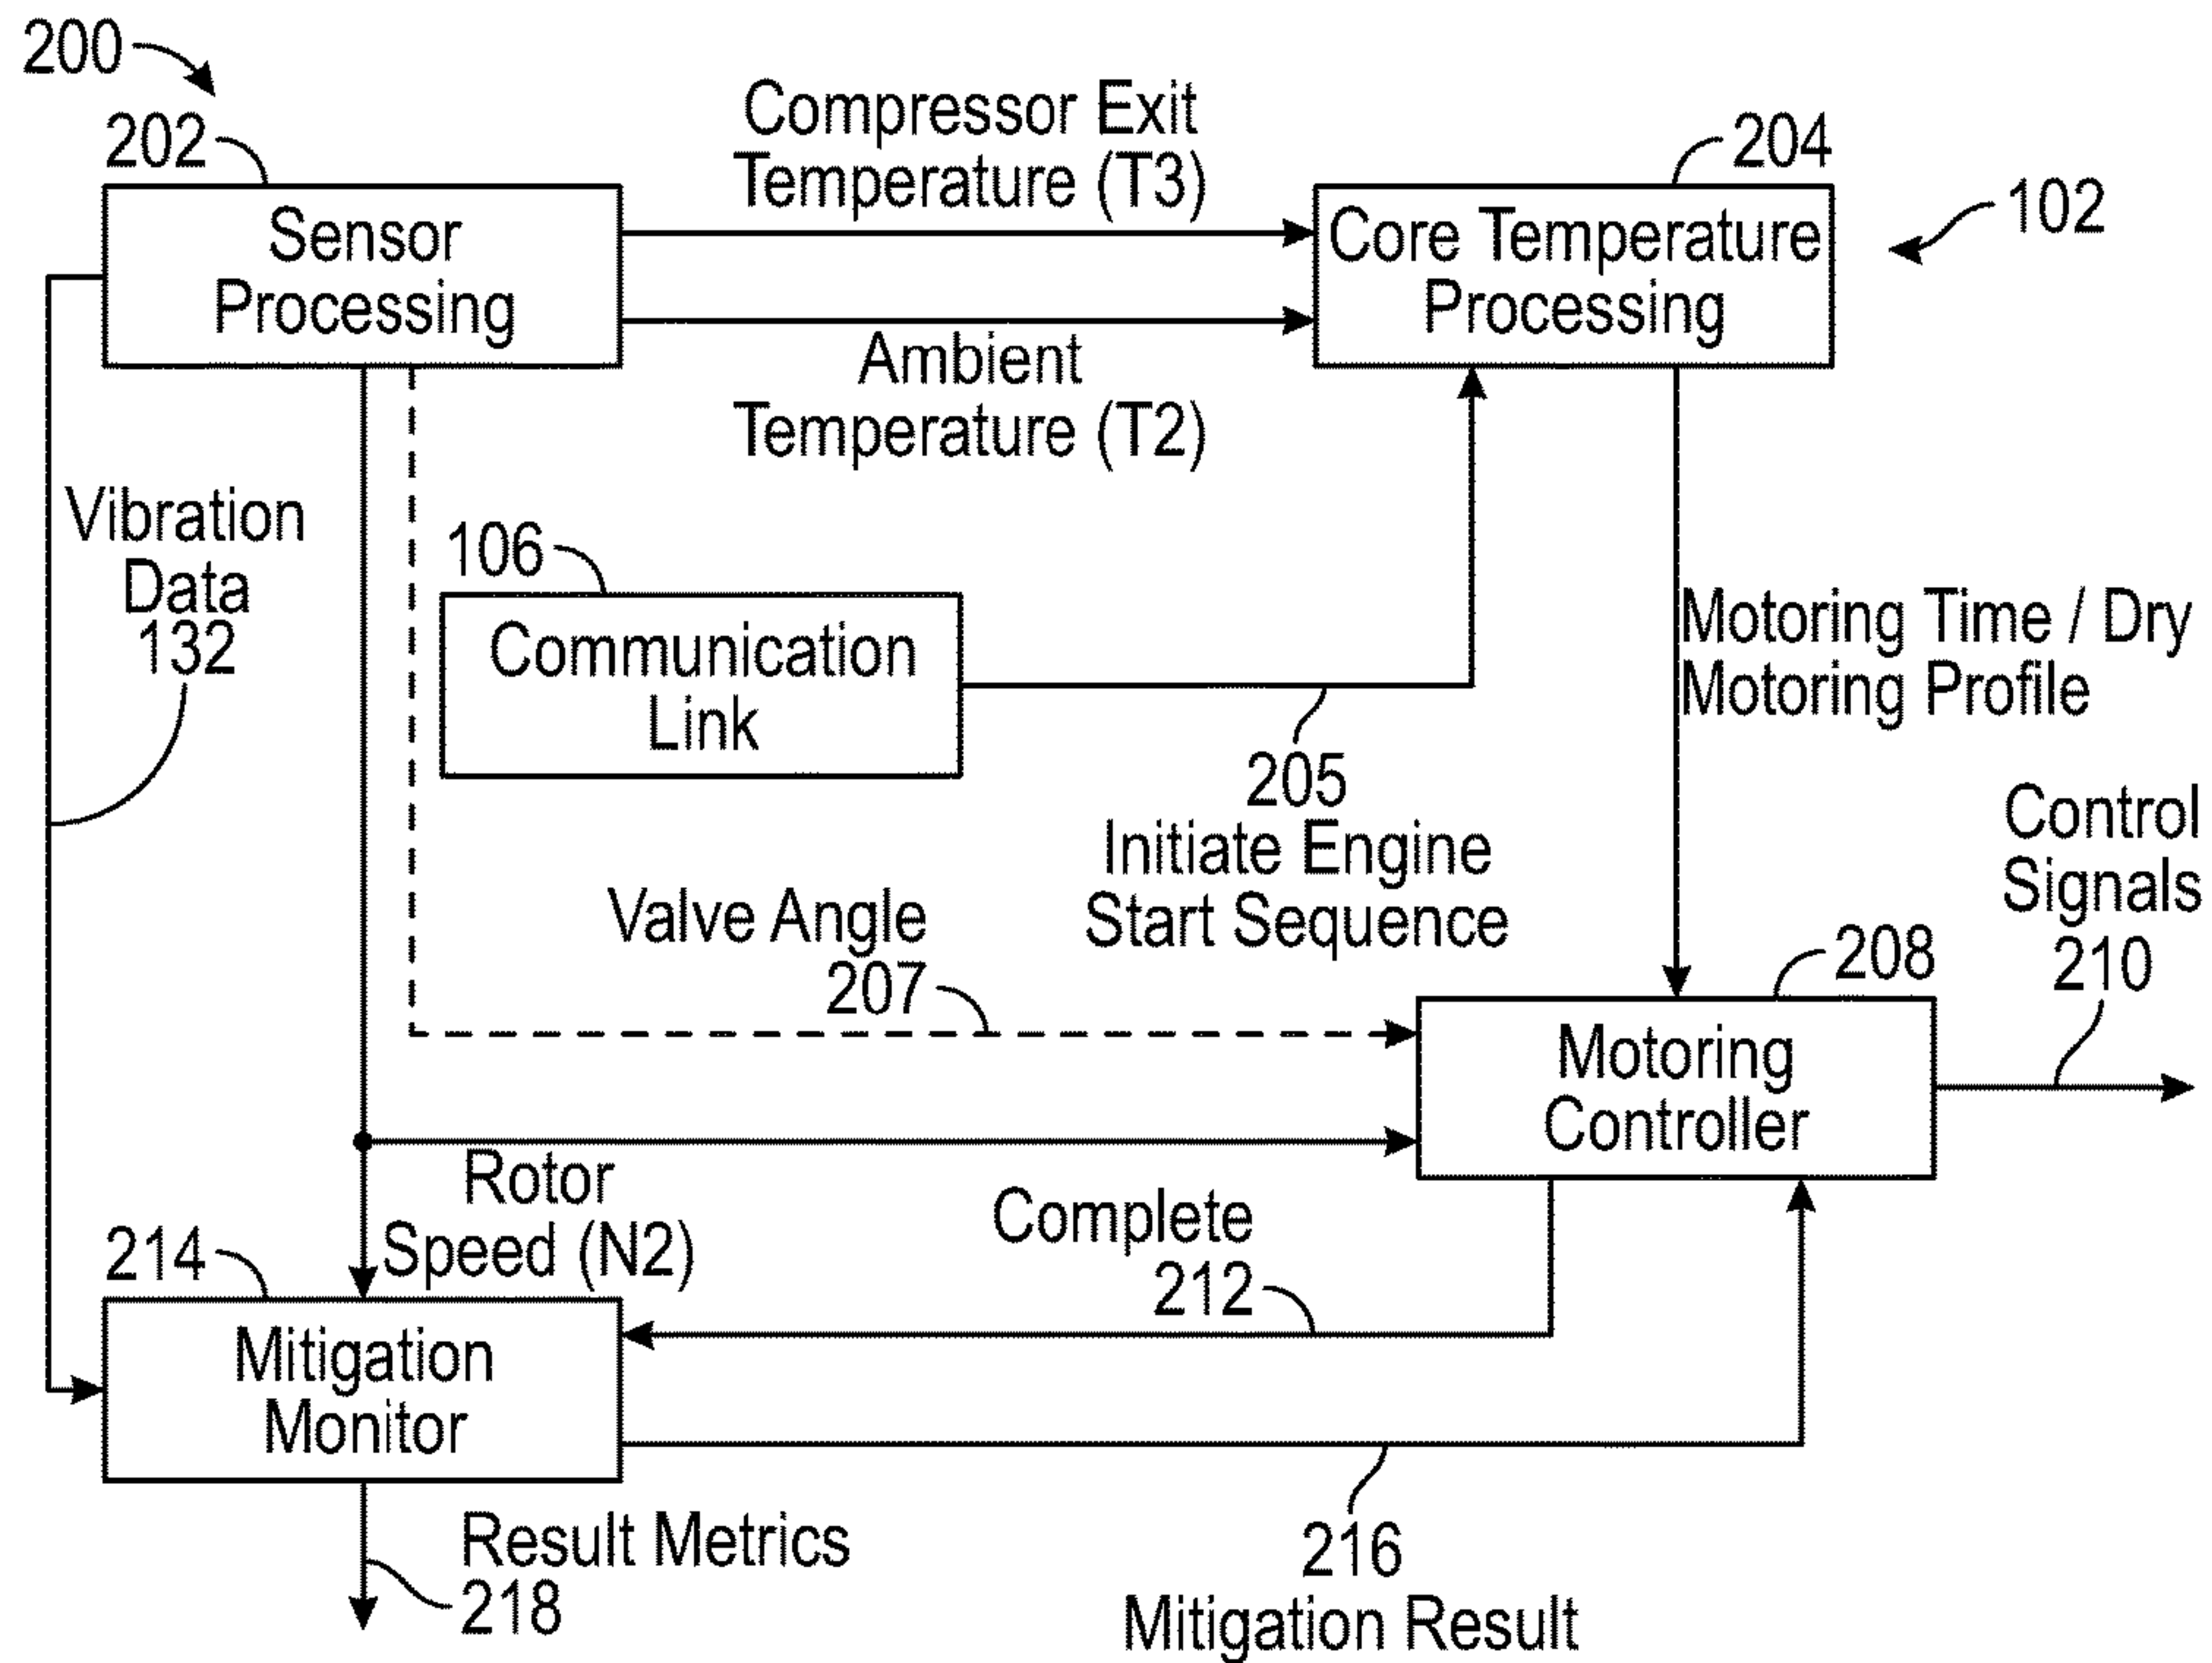 200
202
Sensor
Processing
Compressor Exit
Temperature (T3)
Ambient
Temperature (T2)
204
Core Temperature
Processing
102
Vibration
Data
132
106
Communication
Link
205
Initiate Engine
Start Sequence
Motoring Time / Dry
Motoring Profile
Control
Signals
210
Valve Angle
207
208
Motoring
Controller
Rotor
Speed (N2)
Complete
212
214
Mitigation
Monitor
Result Metrics
218
216
Mitigation Result